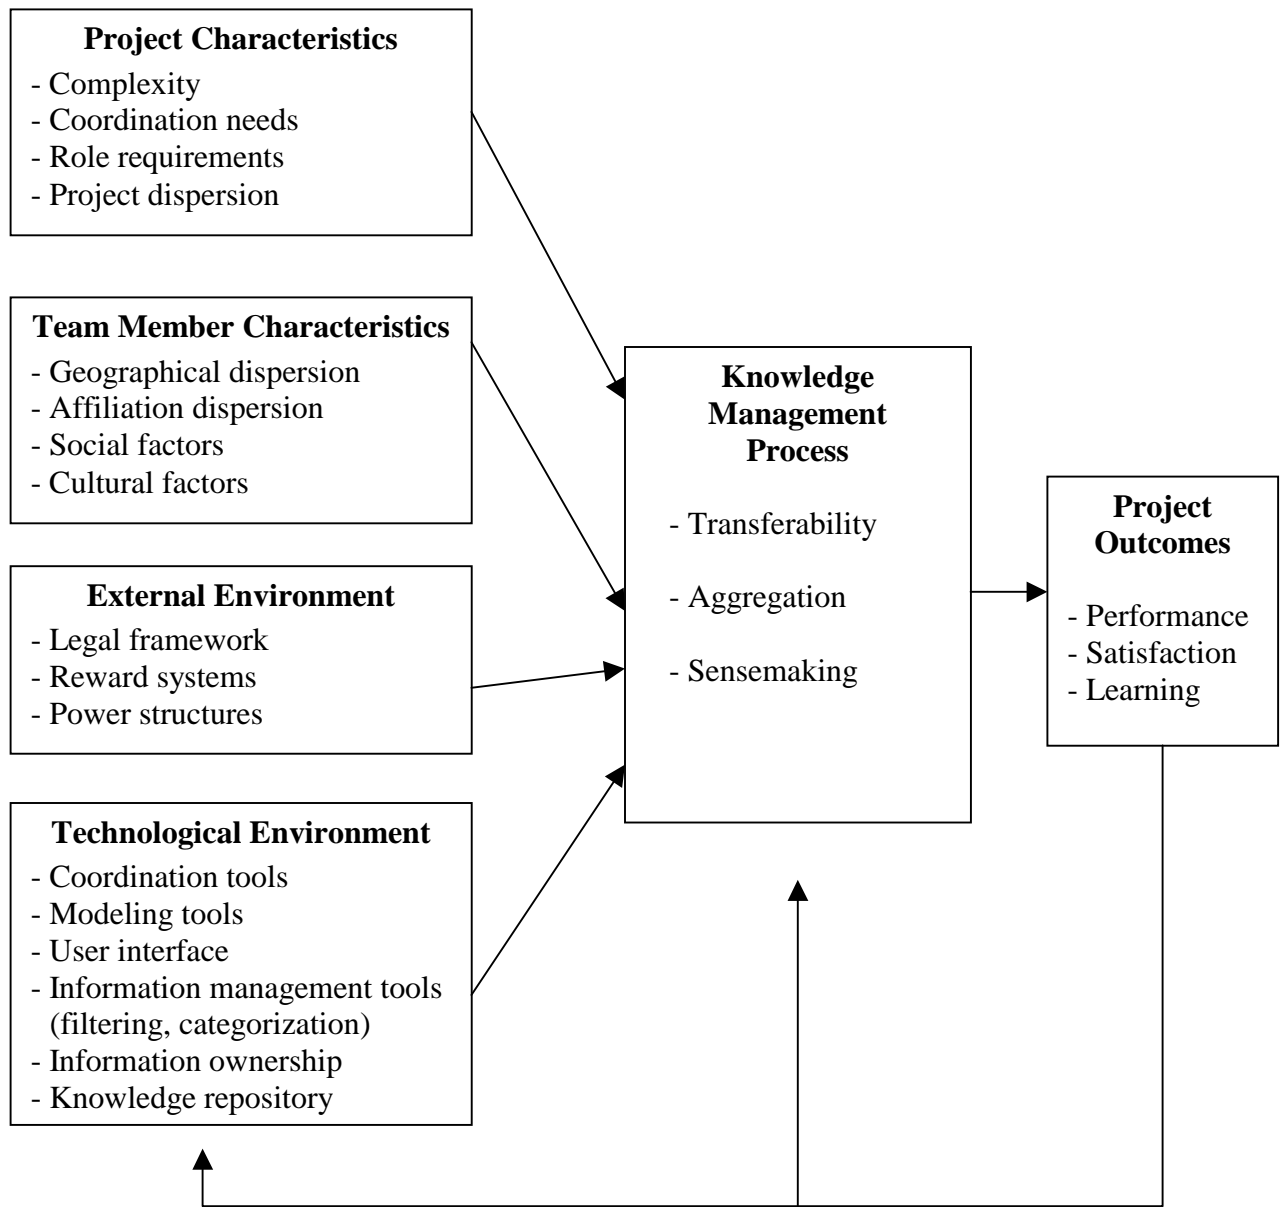 Project Characteristics
- Complexity
- Coordination needs
- Role requirements
- Project dispersion
Team Member Characteristics
- Geographical dispersion
- Affiliation dispersion
- Social factors
- Cultural factors
External Environment
- Legal framework
- Reward systems
- Power structures
Technological Environment
- Coordination tools
- Modeling tools
- User interface
- Information management tools
(filtering, categorization)
- Information ownership
- Knowledge repository
Knowledge
Management
Process
- Transferability
- Aggregation
- Sensemaking
Project
Outcomes
- Performance
- Satisfaction
- Learning